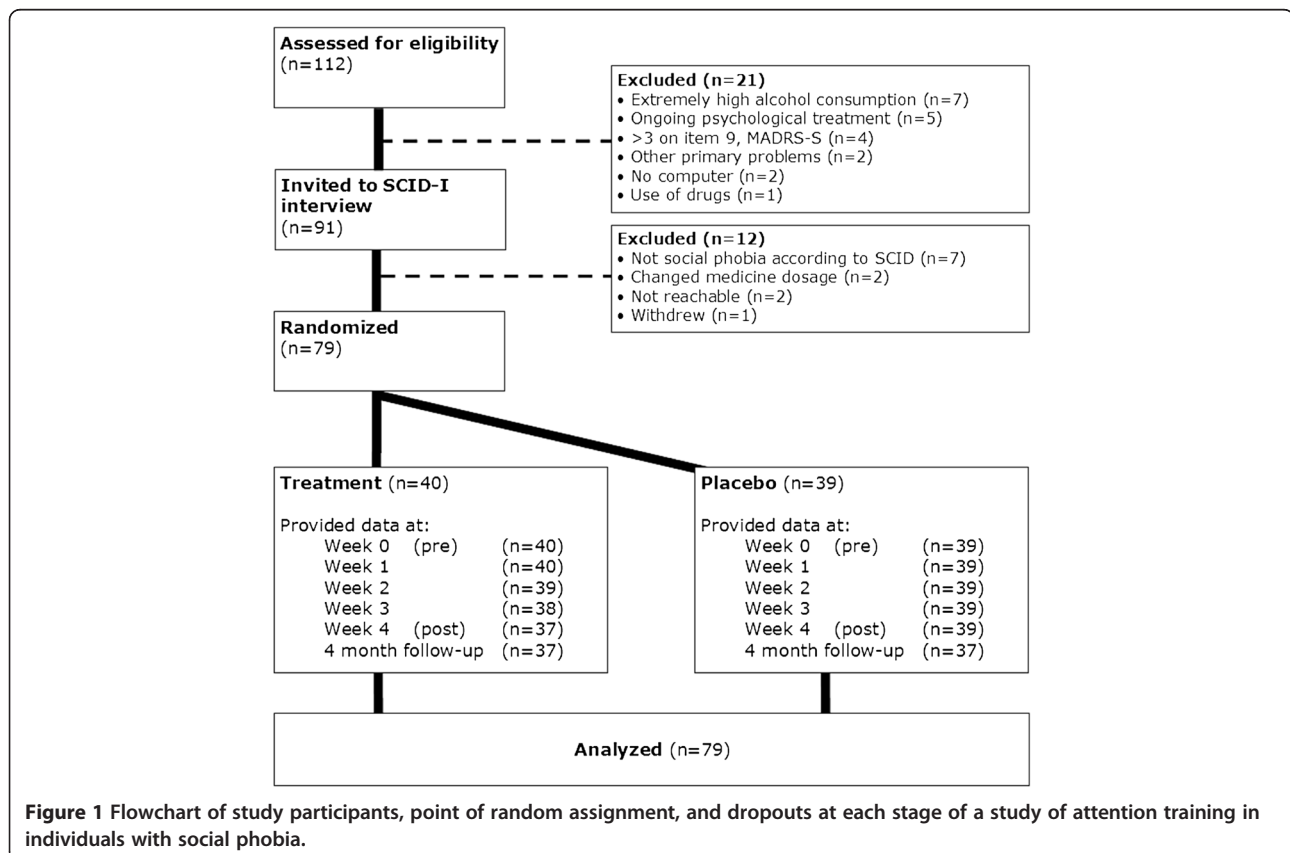 Assessed for eligibility
(n=112)
Excluded (n=21)
• Extremely high alcohol consumption (n=7)
• Ongoing psychological treatment (n=5)
• >3 on item 9, MADRS-S (n=4)
• Other primary problems (n=2)
• No computer (n=2)
• Use of drugs (n=1)
Invited to SCID-I
interview
(n=91)
Excluded (n=12)
• Not social phobia according to SCID (n=7)
• Changed medicine dosage (n=2)
• Not reachable (n=2)
• Withdrew (n=1)
Randomized
(n=79)
Treatment (n=40)
Provided data at:
Week 0 (pre) (n=40)
Week 1 (n=40)
Week 2 (n=39)
Week 3 (n=38)
Week 4 (post) (n=37)
4 month follow-up (n=37)
Placebo (n=39)
Provided data at:
Week 0 (pre) (n=39)
Week 1 (n=39)
Week 2 (n=39)
Week 3 (n=39)
Week 4 (post) (n=39)
4 month follow-up (n=37)
Analyzed (n=79)
Figure 1 Flowchart of study participants, point of random assignment, and dropouts at each stage of a study of attention training in
individuals with social phobia.